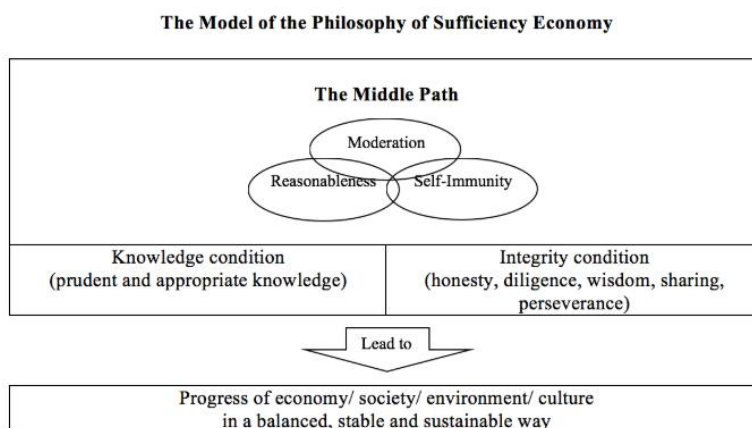 The Model of the Philosophy of Sufficiency Economy
The Middle Path
Moderation
Reasonableness
Self-Immunity
Knowledge condition
(prudent and appropriate knowledge)
Integrity condition
(honesty, diligence, wisdom, sharing,
perseverance)
Lead to
Progress of economy/ society/ environment/ culture
in a balanced, stable and sustainable way